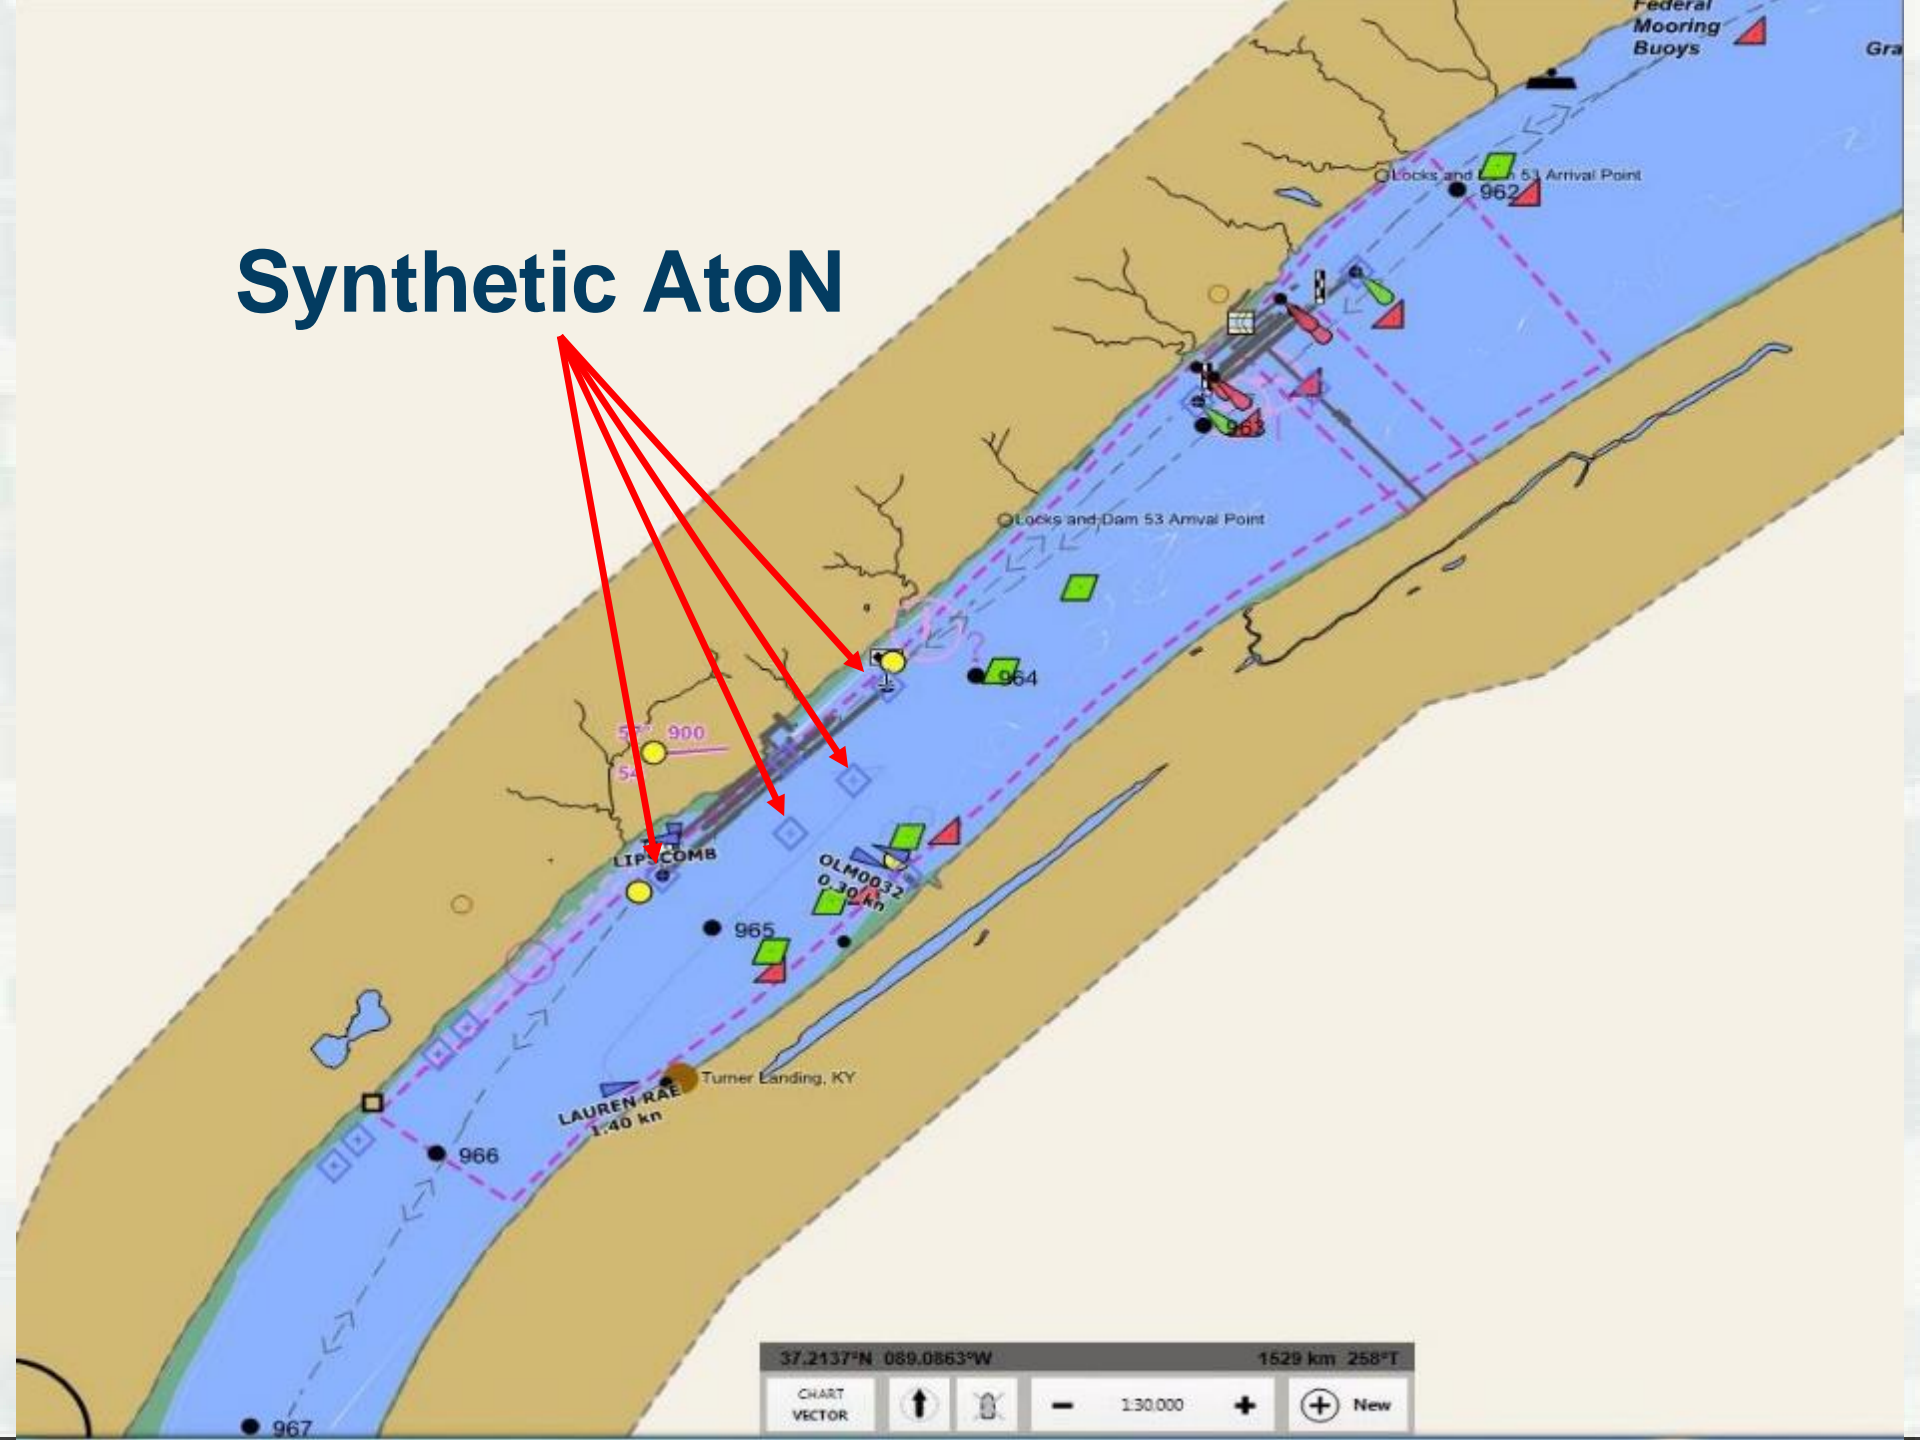 Federal
Mooring
Buoys
Gra
Locks and 53 Arrival Point
962
Synthetic AtoN
963
Locks and Dam 53 Arrival Point
964
900
LIPSCOMB
OLM0032
0.30 kn
965
Turner Landing, KY
LAUREN RAE
1.40 kn
966
967
37.2137°N 089.0863°W
1529 km 258°T
CHART
VECTOR
1:30,000
New